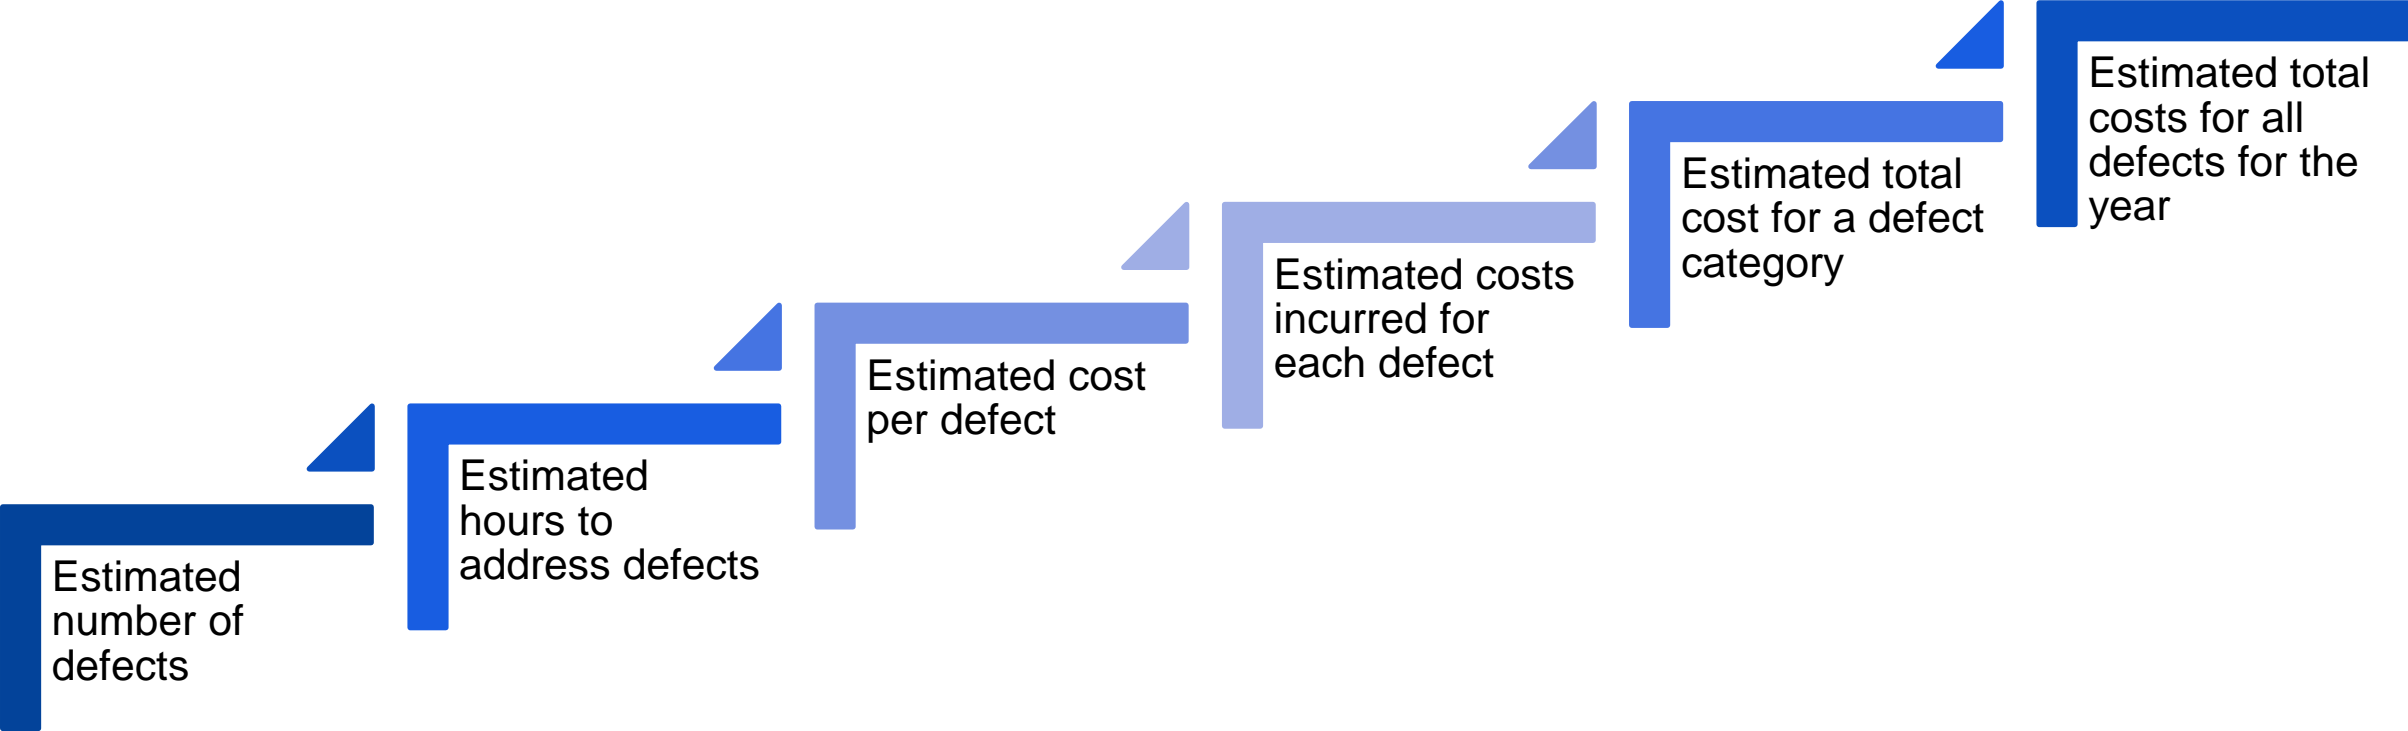 Estimated
number of
defects
Estimated
hours to
address defects
Estimated cost
per defect
Estimated costs
incurred for
each defect
Estimated total
cost for a defect
category
Estimated total
costs for all
defects for the
year